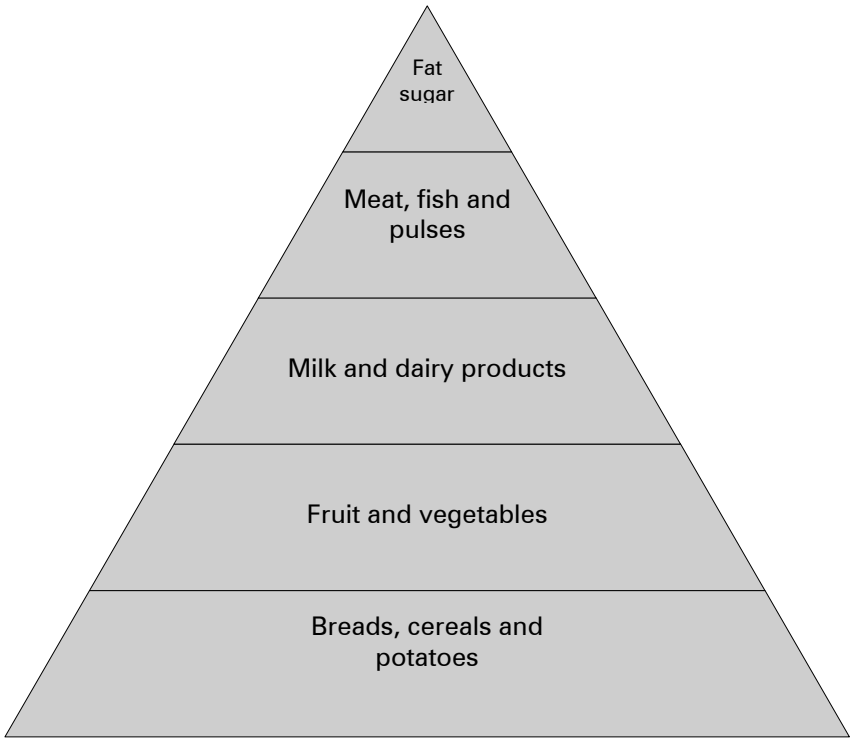 Fat
sugar
Meat, fish and
pulses
Milk and dairy products
Fruit and vegetables
Breads, cereals and
potatoes